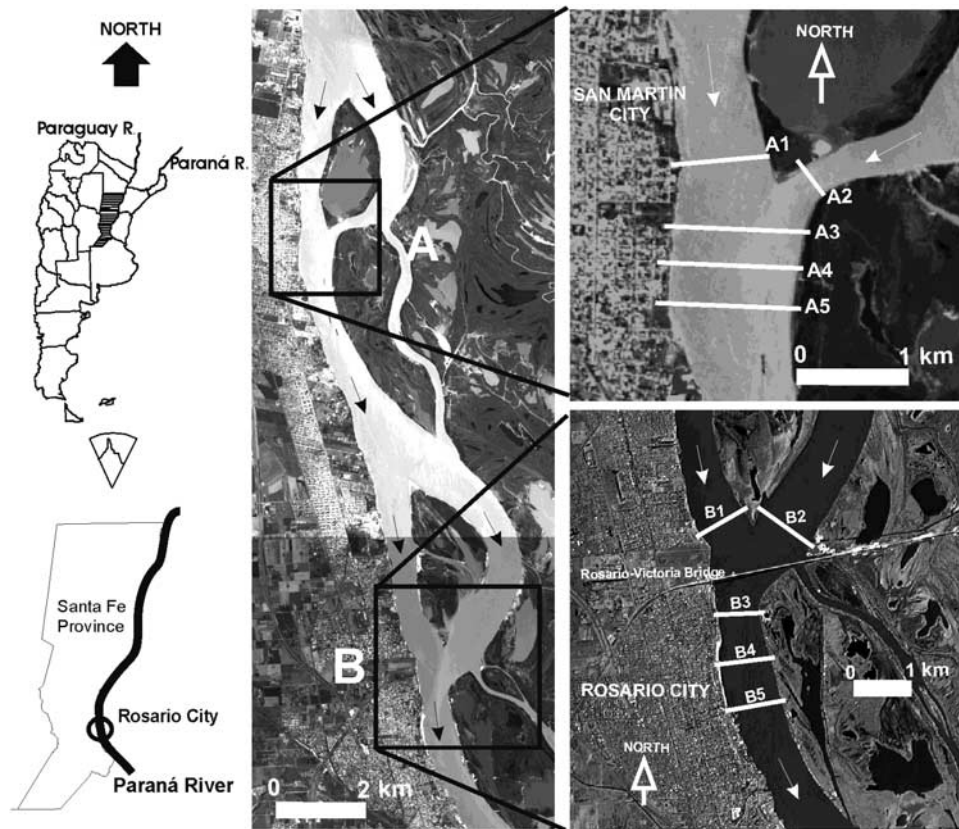 NORTH
Paraguay R.
Paraná R.
Santa Fe
Province
Rosario City
Paraná River
A
B
0 2 km
NORTH
SAN MARTIN
CITY
A1
A2
A3
A4
A5
0 1 km
B1
B2
Rosario-Victoria Bridge
B3
B4
B5
0 1 km
ROSARIO CITY
NORTH